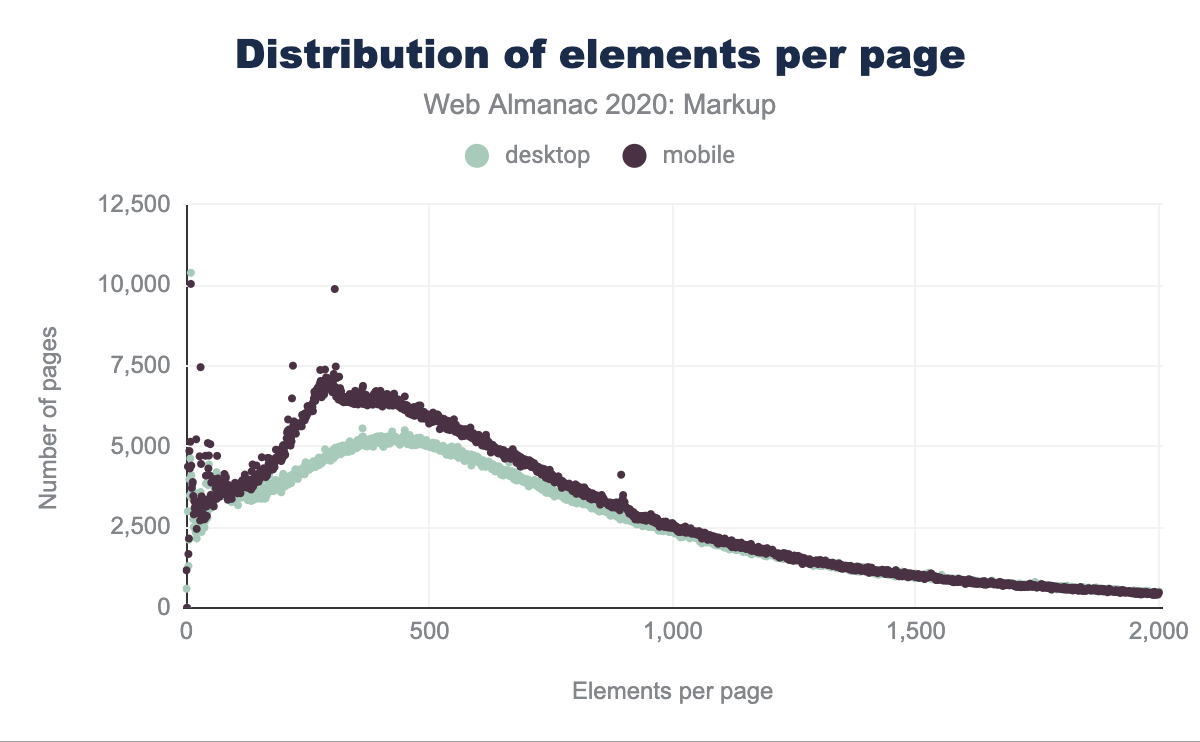 Distribution of elements per page
Web Almanac 2020: Markup
desktop mobile
12,500
10,000
7,500
5,000
2,500
0
Number of pages
0 500 1,000 1,500 2,000
Elements per page